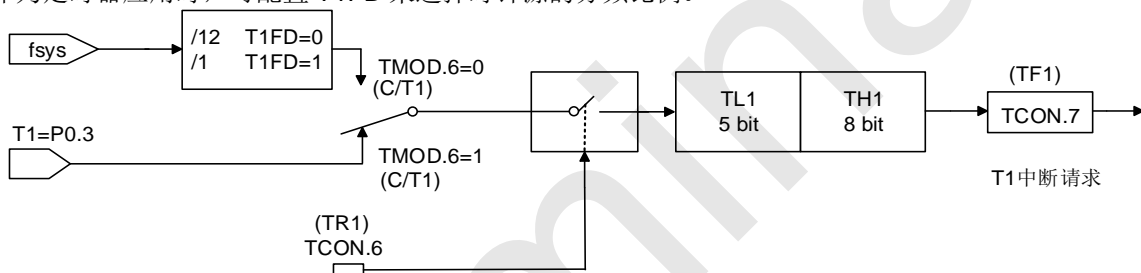 T1FD
fsys
/12 T1FD=0
/1 T1FD=1
TMOD.6=0
(C/T1)
T1=P0.3
TMOD.6=1
(C/T1)
(TR1)
TCON.6
TL1
5 bit
TH1
8 bit
(TF1)
TCON.7
T1中断请求